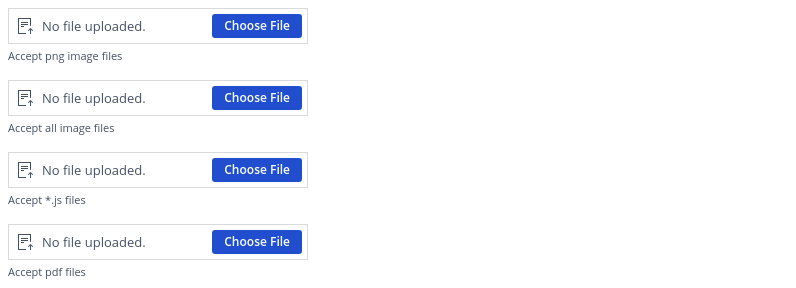 No file uploaded. Choose File
Accept png image files
No file uploaded. Choose File
Accept all image files
No file uploaded. Choose File
Accept *.js files
No file uploaded. Choose File
Accept pdf files